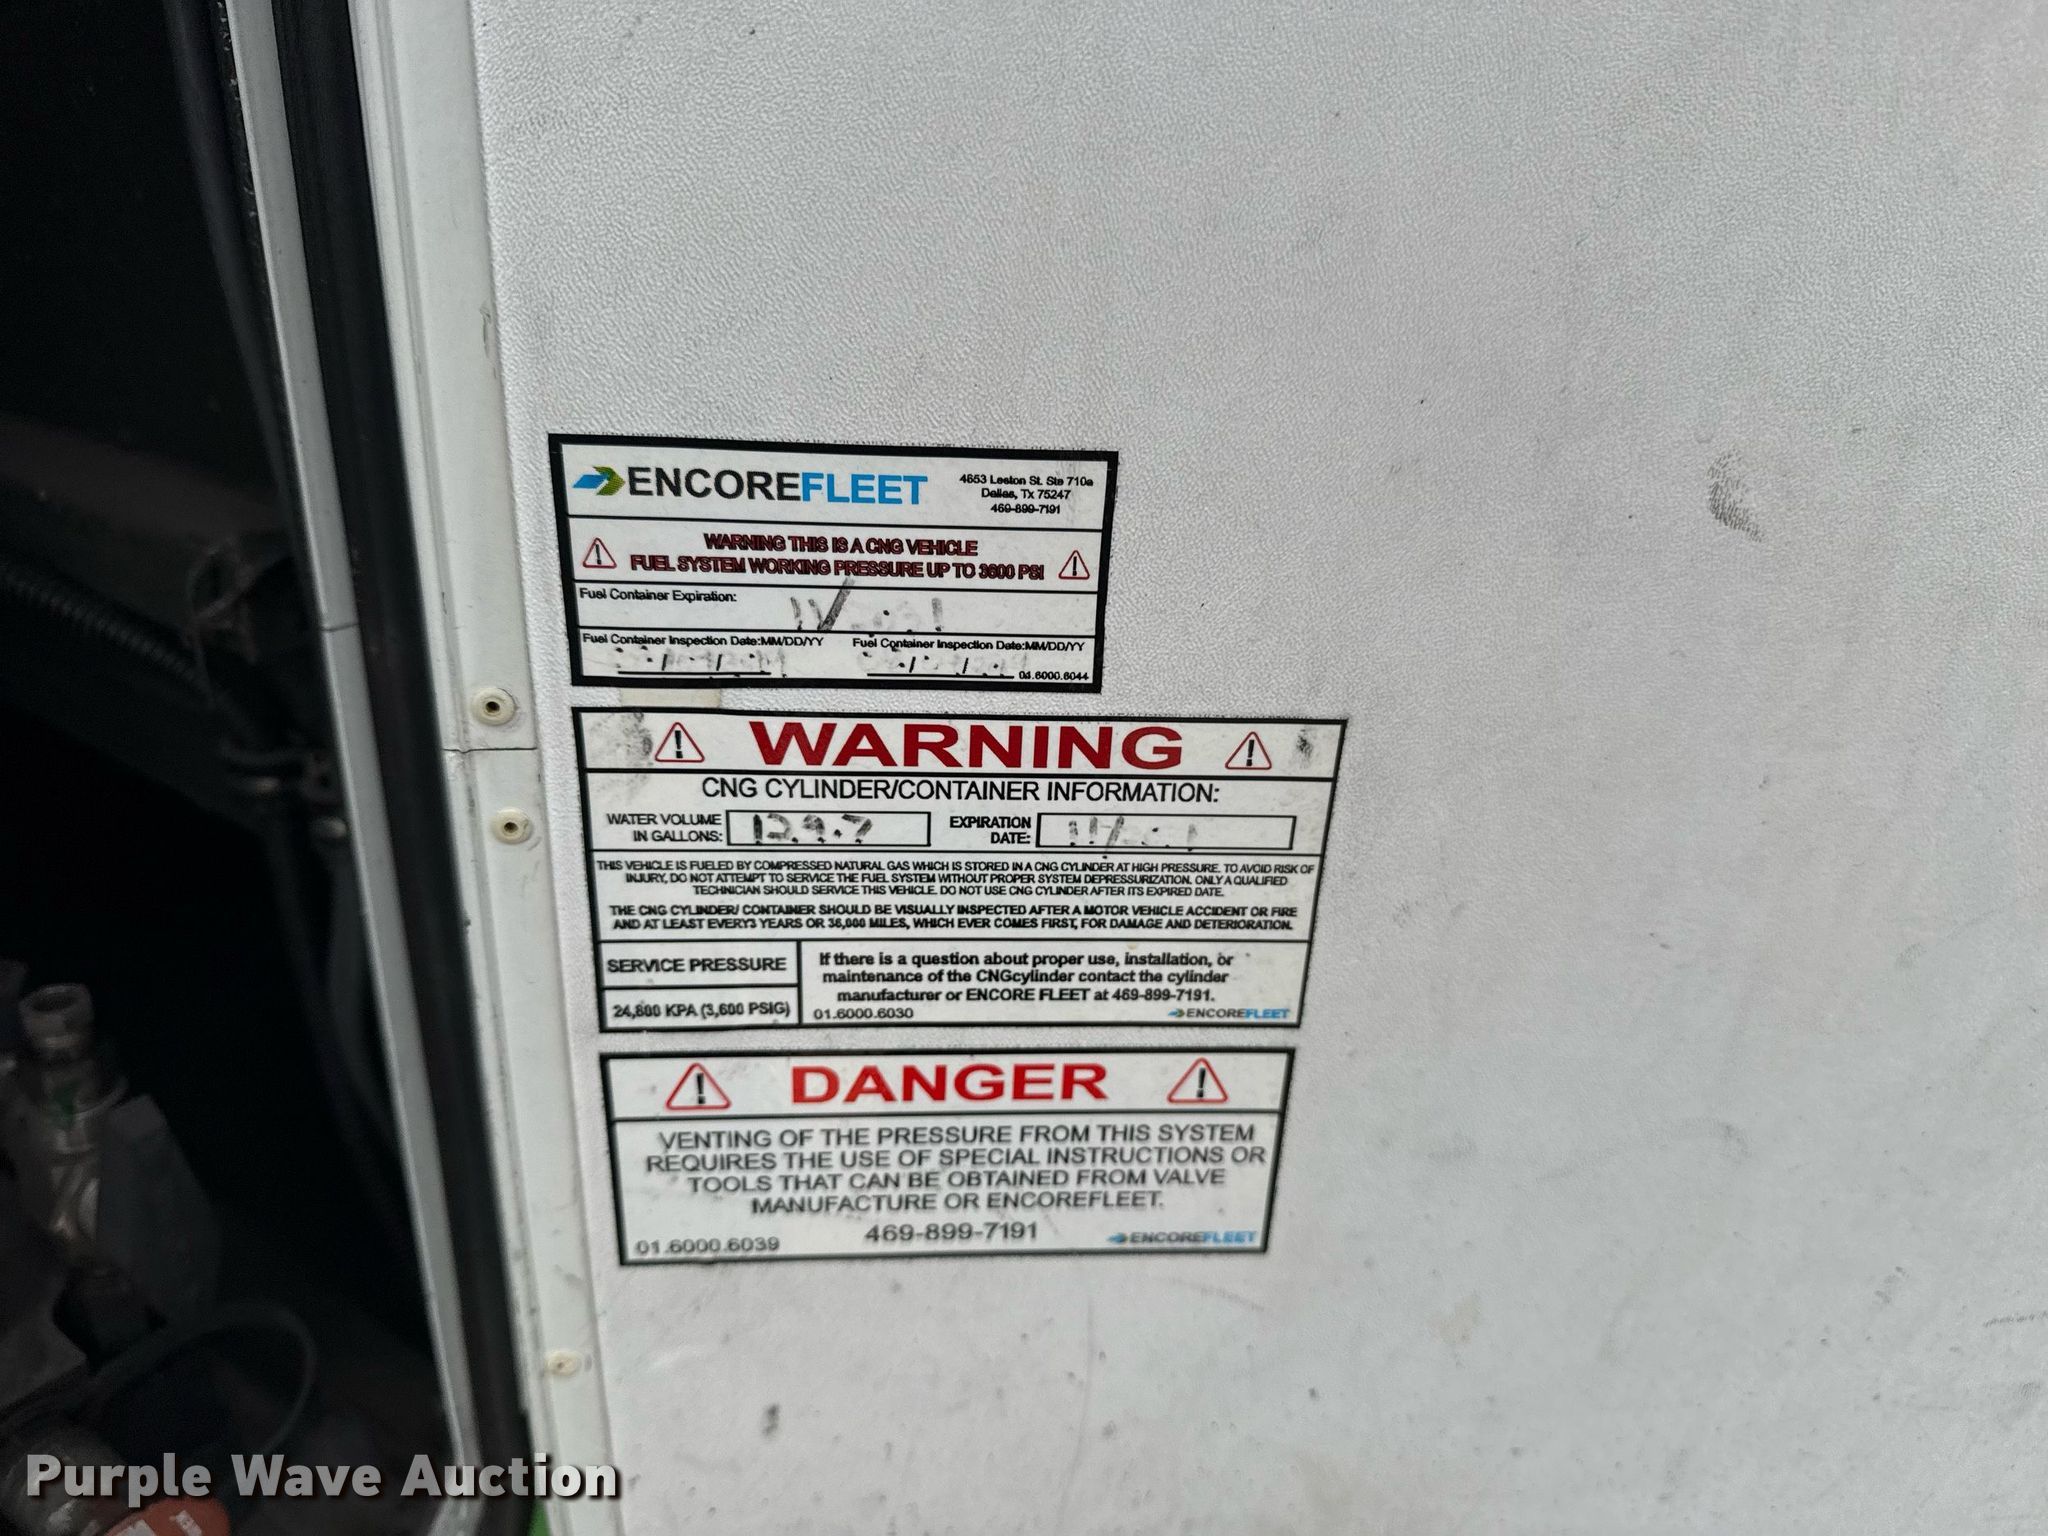 ENCOREFLEET
4653 Leston St. Ste 710a
Dallas, Tx 75247
469-899-7191
WARNING THIS IS A CNG VEHICLE
FUEL SYSTEM WORKING PRESSURE UP TO 3600 PSI
Fuel Container Expiration:
Fuel Container Inspection Date:MM/DD/YY
Fuel Container Inspection Date:MM/DD/YY
01.6000.6044
WARNING
CNG CYLINDER/CONTAINER INFORMATION:
WATER VOLUME IN GALLONS: 129.7
EXPIRATION DATE:
THIS VEHICLE IS FUELED BY COMPRESSED NATURAL GAS WHICH IS STORED IN A CNG CYLINDER AT HIGH PRESSURE. TO AVOID RISK OF
INJURY, DO NOT ATTEMPT TO SERVICE THE FUEL SYSTEM WITHOUT PROPER SYSTEM DEPRESSURIZATION. ONLY A QUALIFIED
TECHNICIAN SHOULD SERVICE THIS VEHICLE. DO NOT USE CNG CYLINDER AFTER ITS EXPIRED DATE.
THE CNG CYLINDER/ CONTAINER SHOULD BE VISUALLY INSPECTED AFTER A MOTOR VEHICLE ACCIDENT OR FIRE
AND AT LEAST EVERY3 YEARS OR 36,000 MILES, WHICH EVER COMES FIRST, FOR DAMAGE AND DETERIORATION.
SERVICE PRESSURE
24,800 KPA (3,600 PSIG)
If there is a question about proper use, installation, or
maintenance of the CNGcylinder contact the cylinder
manufacturer or ENCORE FLEET at 469-899-7191.
01.6000.6030
ENCOREFLEET
DANGER
VENTING OF THE PRESSURE FROM THIS SYSTEM
REQUIRES THE USE OF SPECIAL INSTRUCTIONS OR
TOOLS THAT CAN BE OBTAINED FROM VALVE
MANUFACTURE OR ENCOREFLEET.
469-899-7191
01.6000.6039
ENCOREFLEET
Purple Wave Auction